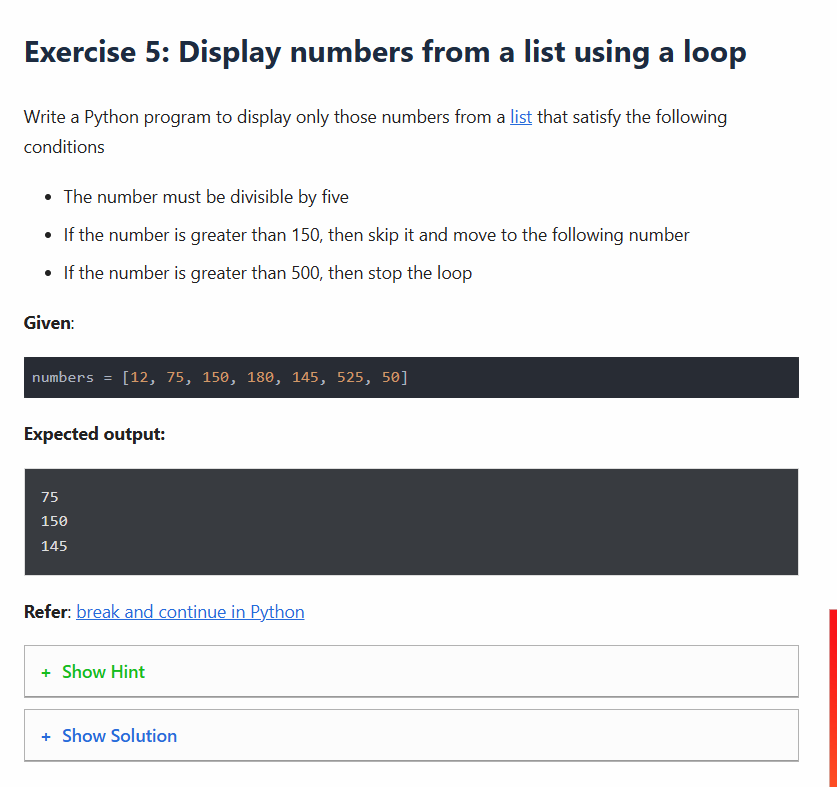 Exercise 5: Display numbers from a list using a loop
Write a Python program to display only those numbers from a list that satisfy the following
conditions
• The number must be divisible by five
• If the number is greater than 150, then skip it and move to the following number
• If the number is greater than 500, then stop the loop
Given:
numbers = [12, 75, 150, 180, 145, 525, 50]
Expected output:
75
150
145
Refer: break and continue in Python
+ Show Hint
+ Show Solution